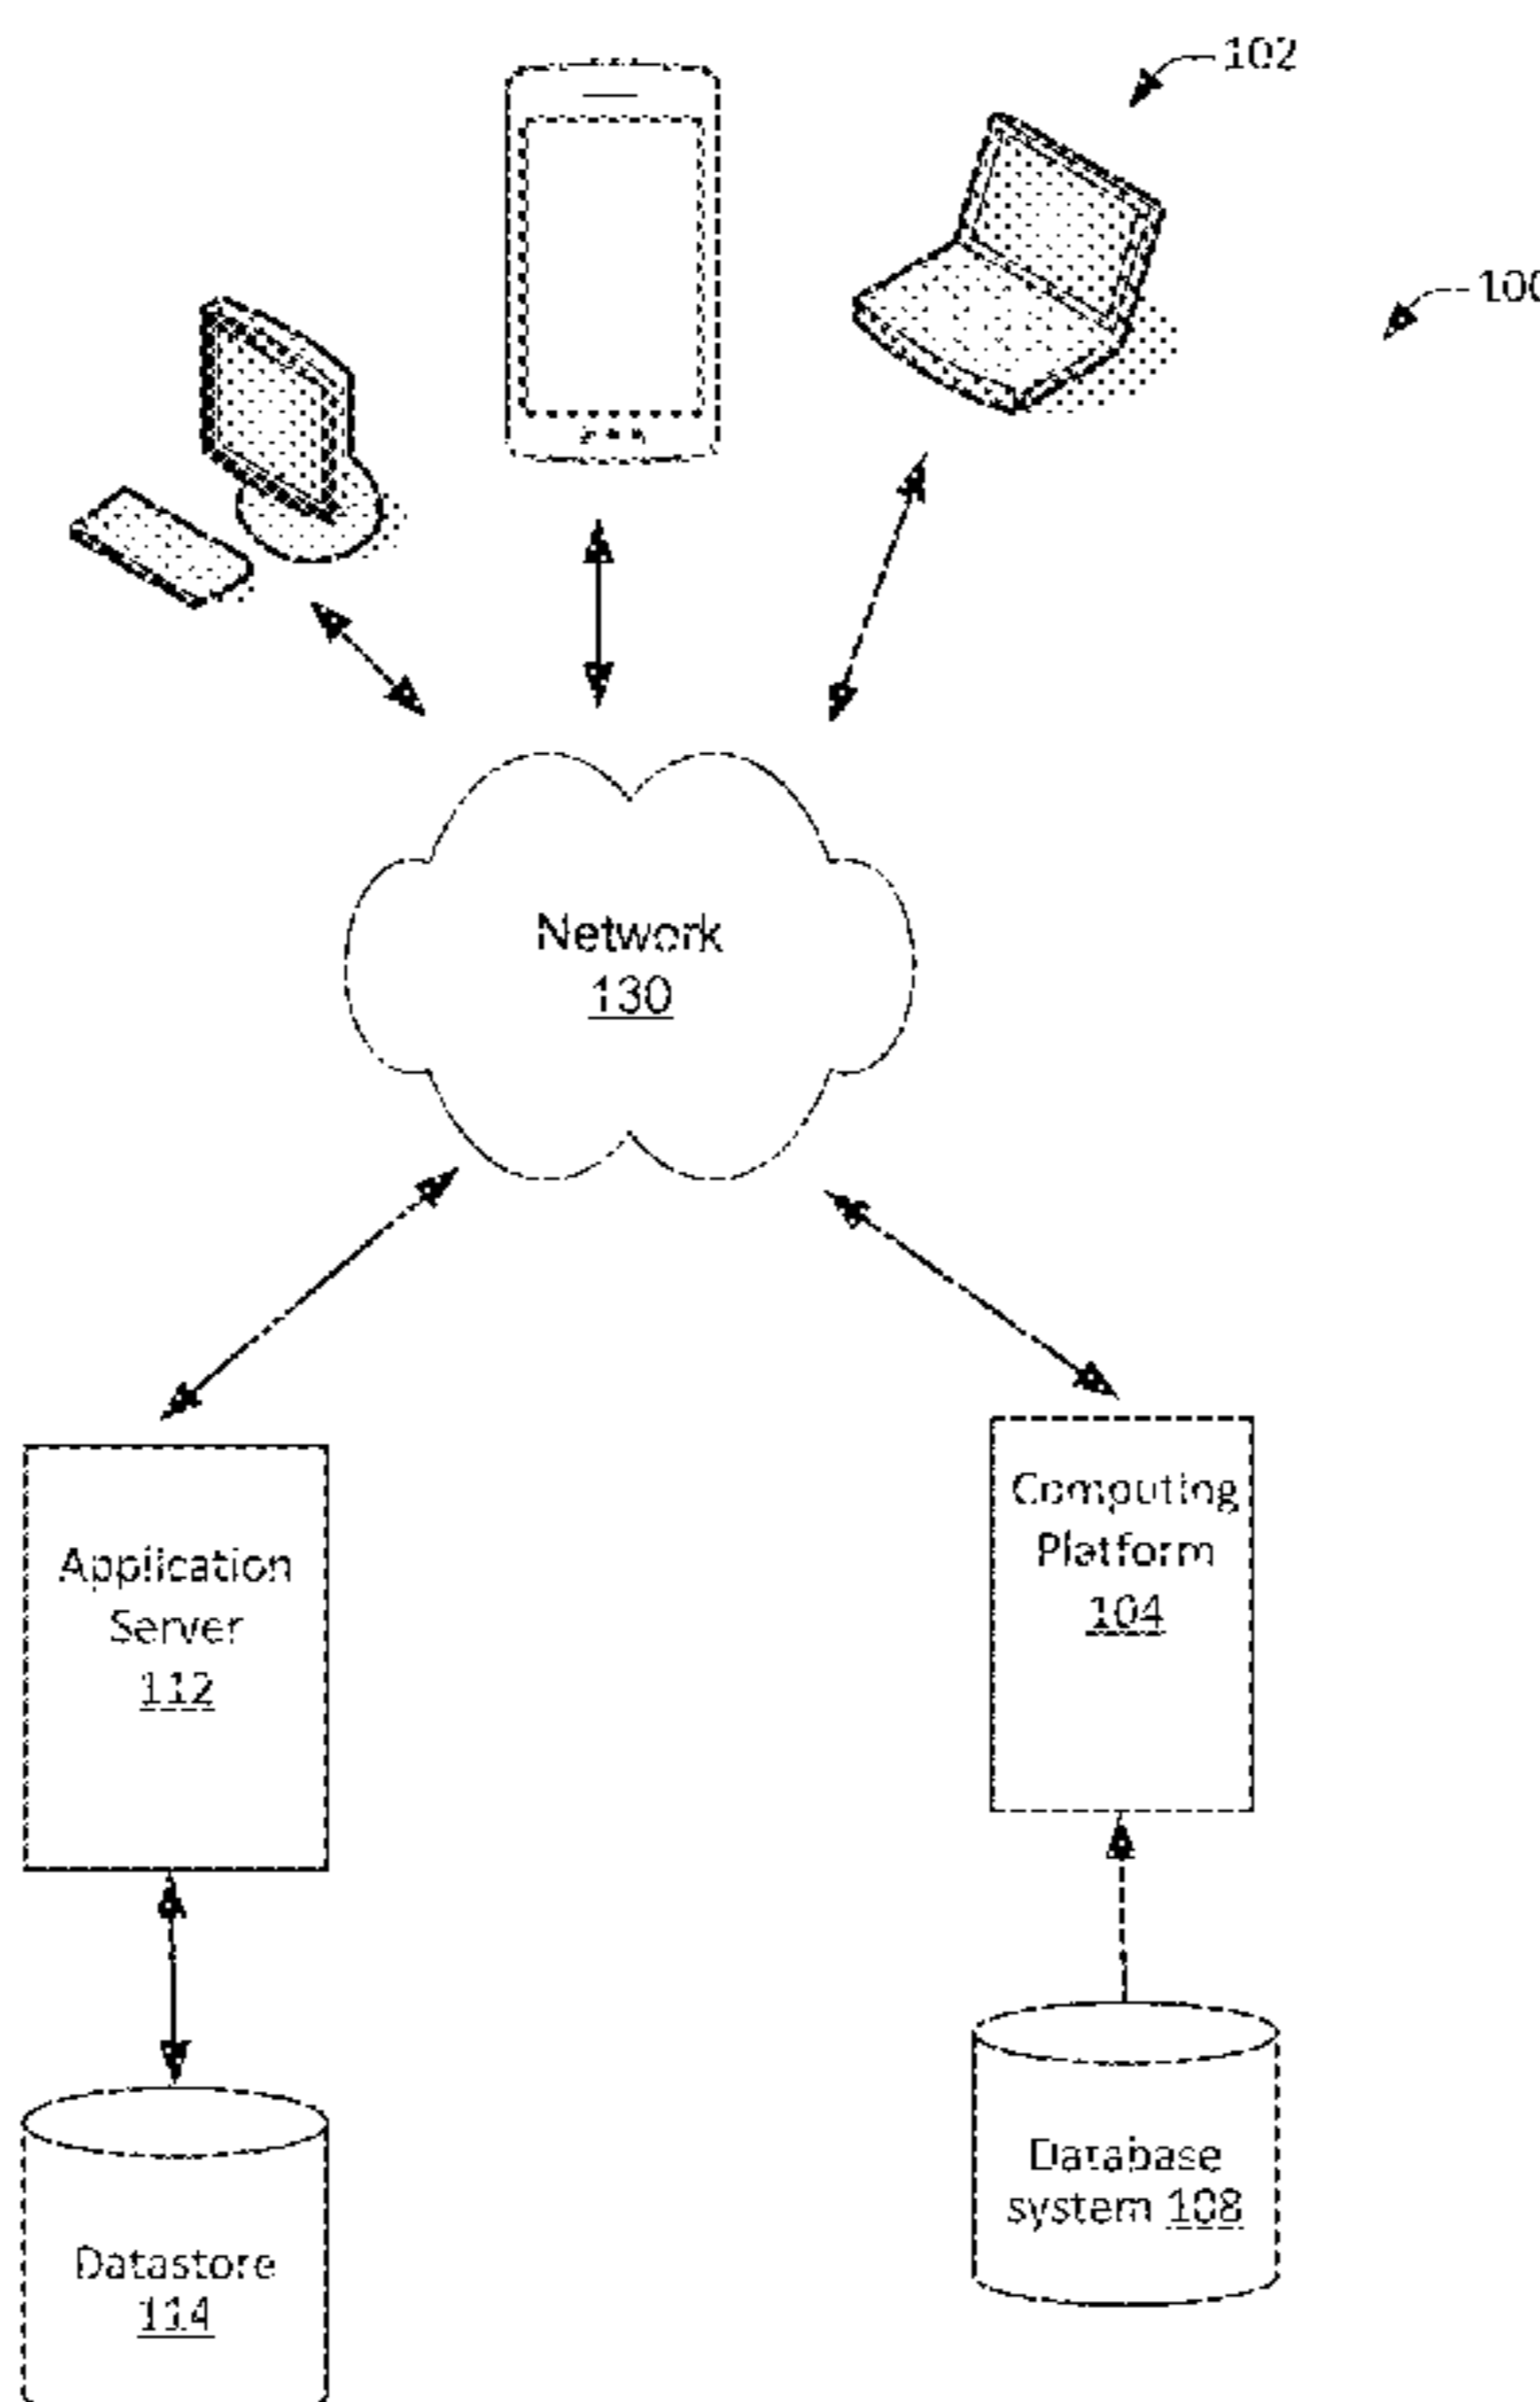 102
100
Network
130
Computing
Platform
104
Application
Server
112
Database
system 108
Datastore
114